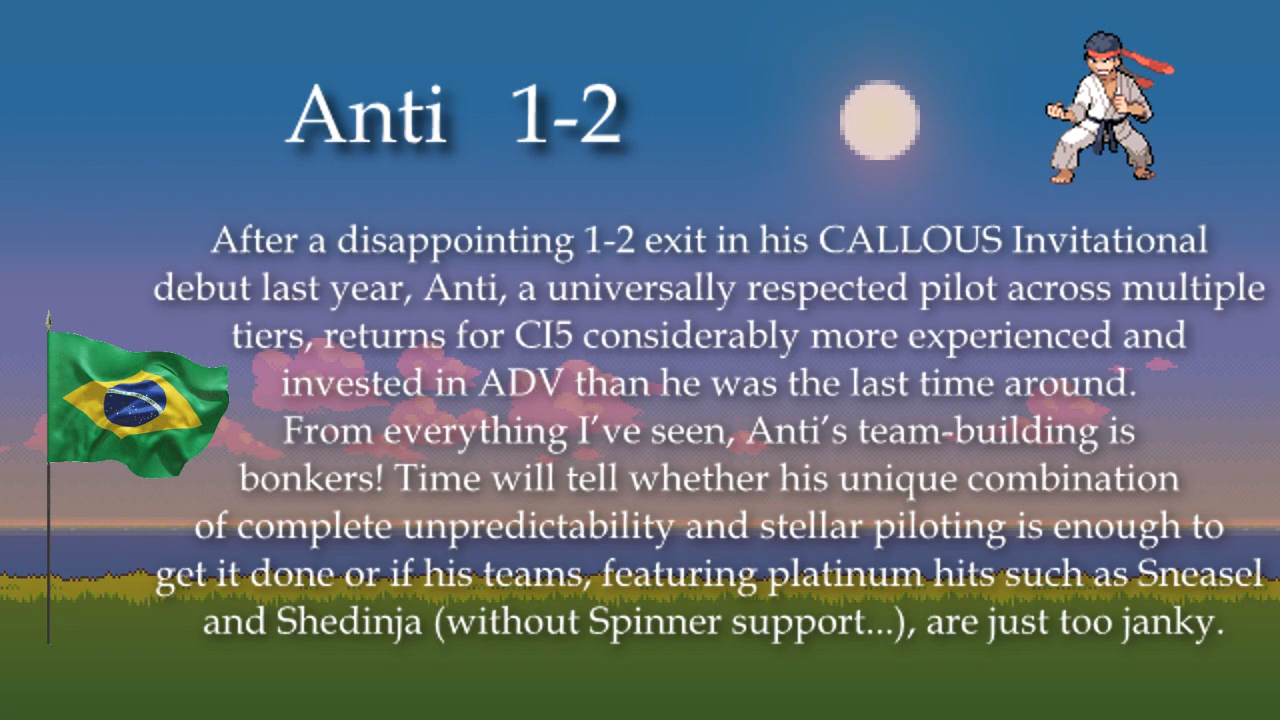 Anti 1-2
After a disappointing 1-2 exit in his CALLOUS Invitational
debut last year, Anti, a universally respected pilot across multiple
tiers, returns for CI5 considerably more experienced and
invested in ADV than he was the last time around.
From everything I've seen, Anti's team-building is
bonkers! Time will tell whether his unique combination
of complete unpredictability and stellar piloting is enough to
get it done or if his teams, featuring platinum hits such as Sneasel
and Shedinja (without Spinner support...), are just too janky.